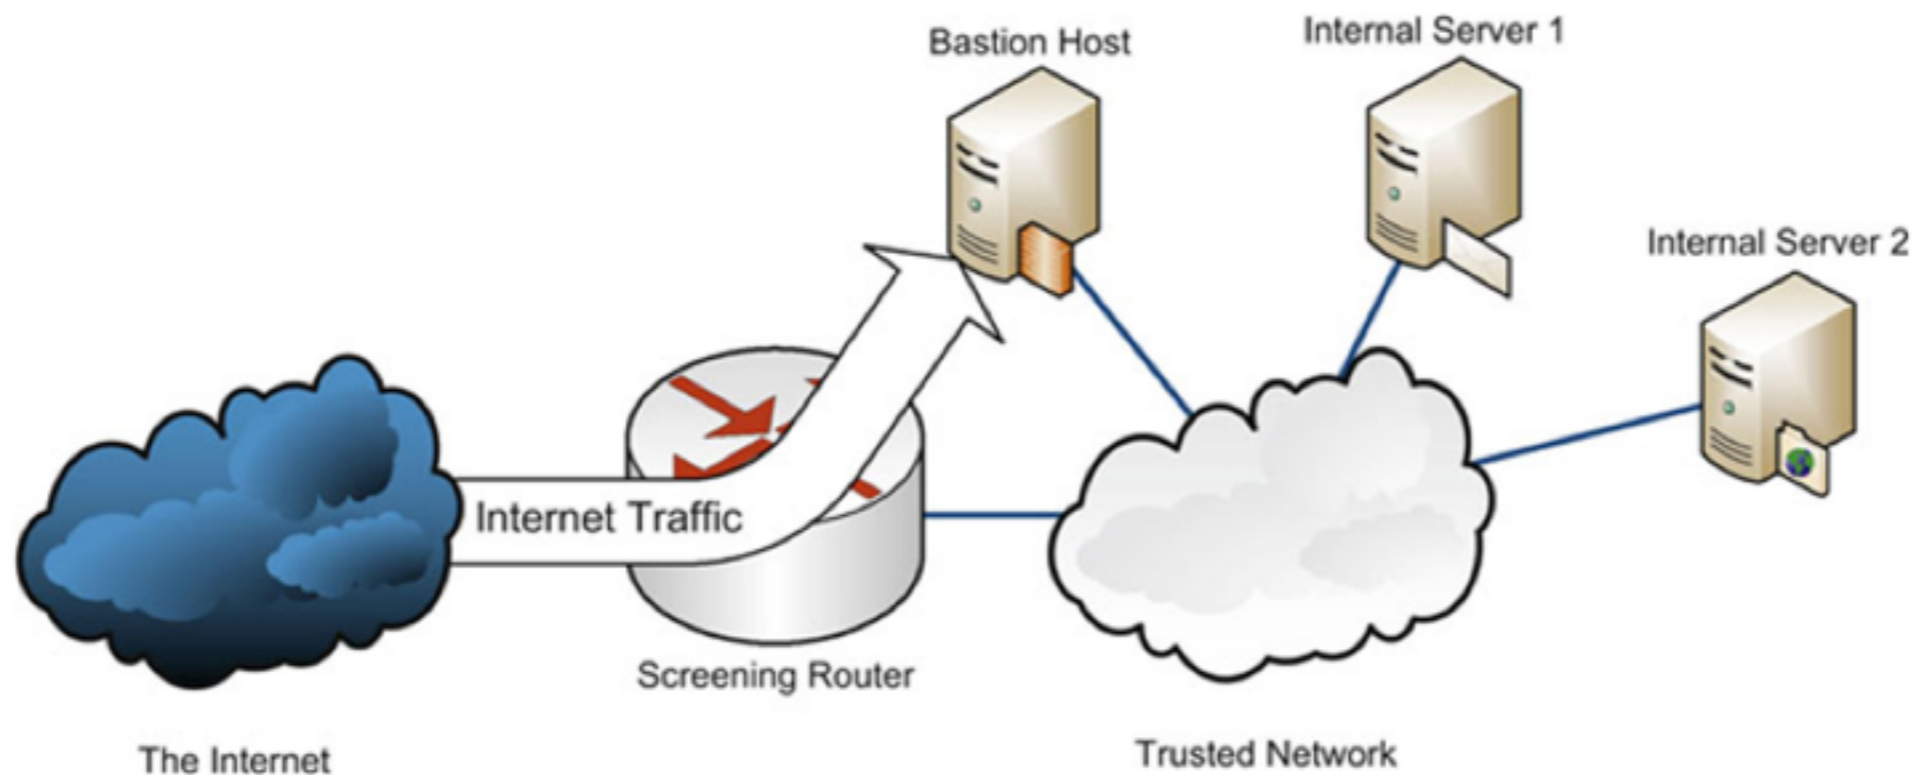 Bastion Host
Internal Server 1
Internal Server 2
Internet Traffic
Screening Router
The Internet
Trusted Network